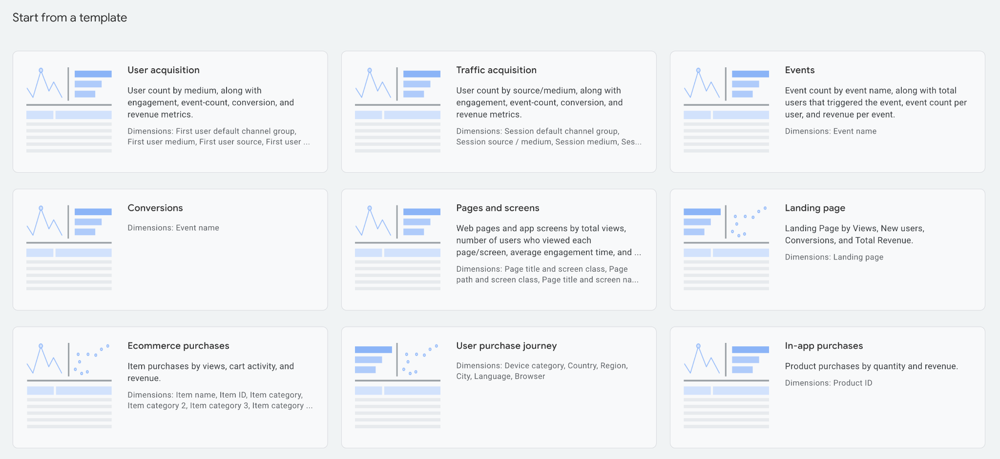 Start from a template
User acquisition
User count by medium, along with
engagement, event-count, conversion, and
revenue metrics.
Dimensions: First user default channel group,
First user medium, First user source, First user ...
Traffic acquisition
User count by source/medium, along with
engagement, event-count, conversion, and
revenue metrics.
Dimensions: Session default channel group,
Session source / medium, Session medium, Ses...
Events
Event count by event name, along with total
users that triggered the event, event count per
user, and revenue per event.
Dimensions: Event name
Conversions
Dimensions: Event name
Pages and screens
Web pages and app screens by total views,
number of users who viewed each
page/screen, average engagement time, and ...
Dimensions: Page title and screen class, Page
path and screen class, Page title and screen na...
Landing page
Landing Page by Views, New users,
Conversions, and Total Revenue.
Dimensions: Landing page
Ecommerce purchases
Item purchases by views, cart activity, and
revenue.
Dimensions: Item name, Item ID, Item category,
Item category 2, Item category 3, Item category ...
User purchase journey
Dimensions: Device category, Country, Region,
City, Language, Browser
In-app purchases
Product purchases by quantity and revenue.
Dimensions: Product ID